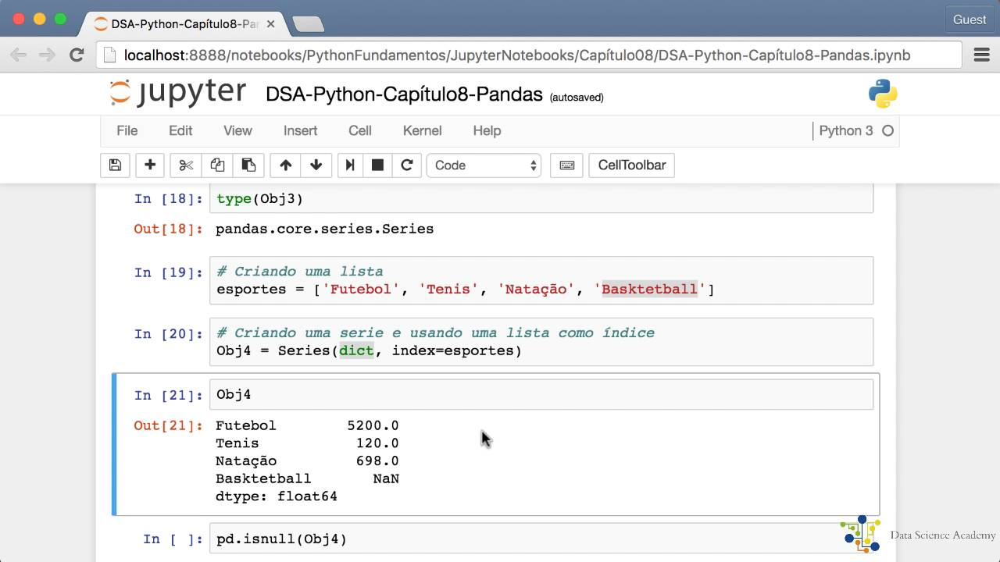 DSA-Python-Capítulo8-Pan
Guest
localhost:8888/notebooks/PythonFundamentos/JupyterNotebooks/Capítulo08/DSA-Python-Capítulo8-Pandas.ipynb
jupyter DSA-Python-Capítulo8-Pandas (autosaved)
File Edit View Insert Cell Kernel Help Python 3
Code CellToolbar
In [18]: type(Obj3)
Out[18]: pandas.core.series.Series
In [19]: # Criando uma lista
esportes = ['Futebol', 'Tenis', 'Natação', 'Basktetball']
In [20]: # Criando uma serie e usando uma lista como índice
Obj4 = Series(dict, index=esportes)
In [21]: Obj4
Out[21]: Futebol 5200.0
Tenis 120.0
Natação 698.0
Basktetball NaN
dtype: float64
In [ ]: pd.isnull(Obj4)
Data Science Academy